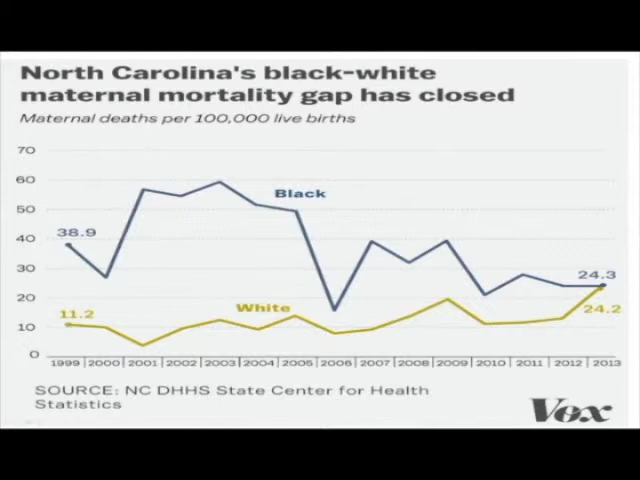 North Carolina's black-white
maternal mortality gap has closed
Maternal deaths per 100,000 live births
70
60
Black
50
38.9
40
30
24.3
20
11.2
White
24.2
10
0
1999 2000 2001 2002 2003 2004 2005 2006 2007 2008 2009 2010 2011 2012 2013
SOURCE: NC DHHS State Center for Health
Statistics
Vox